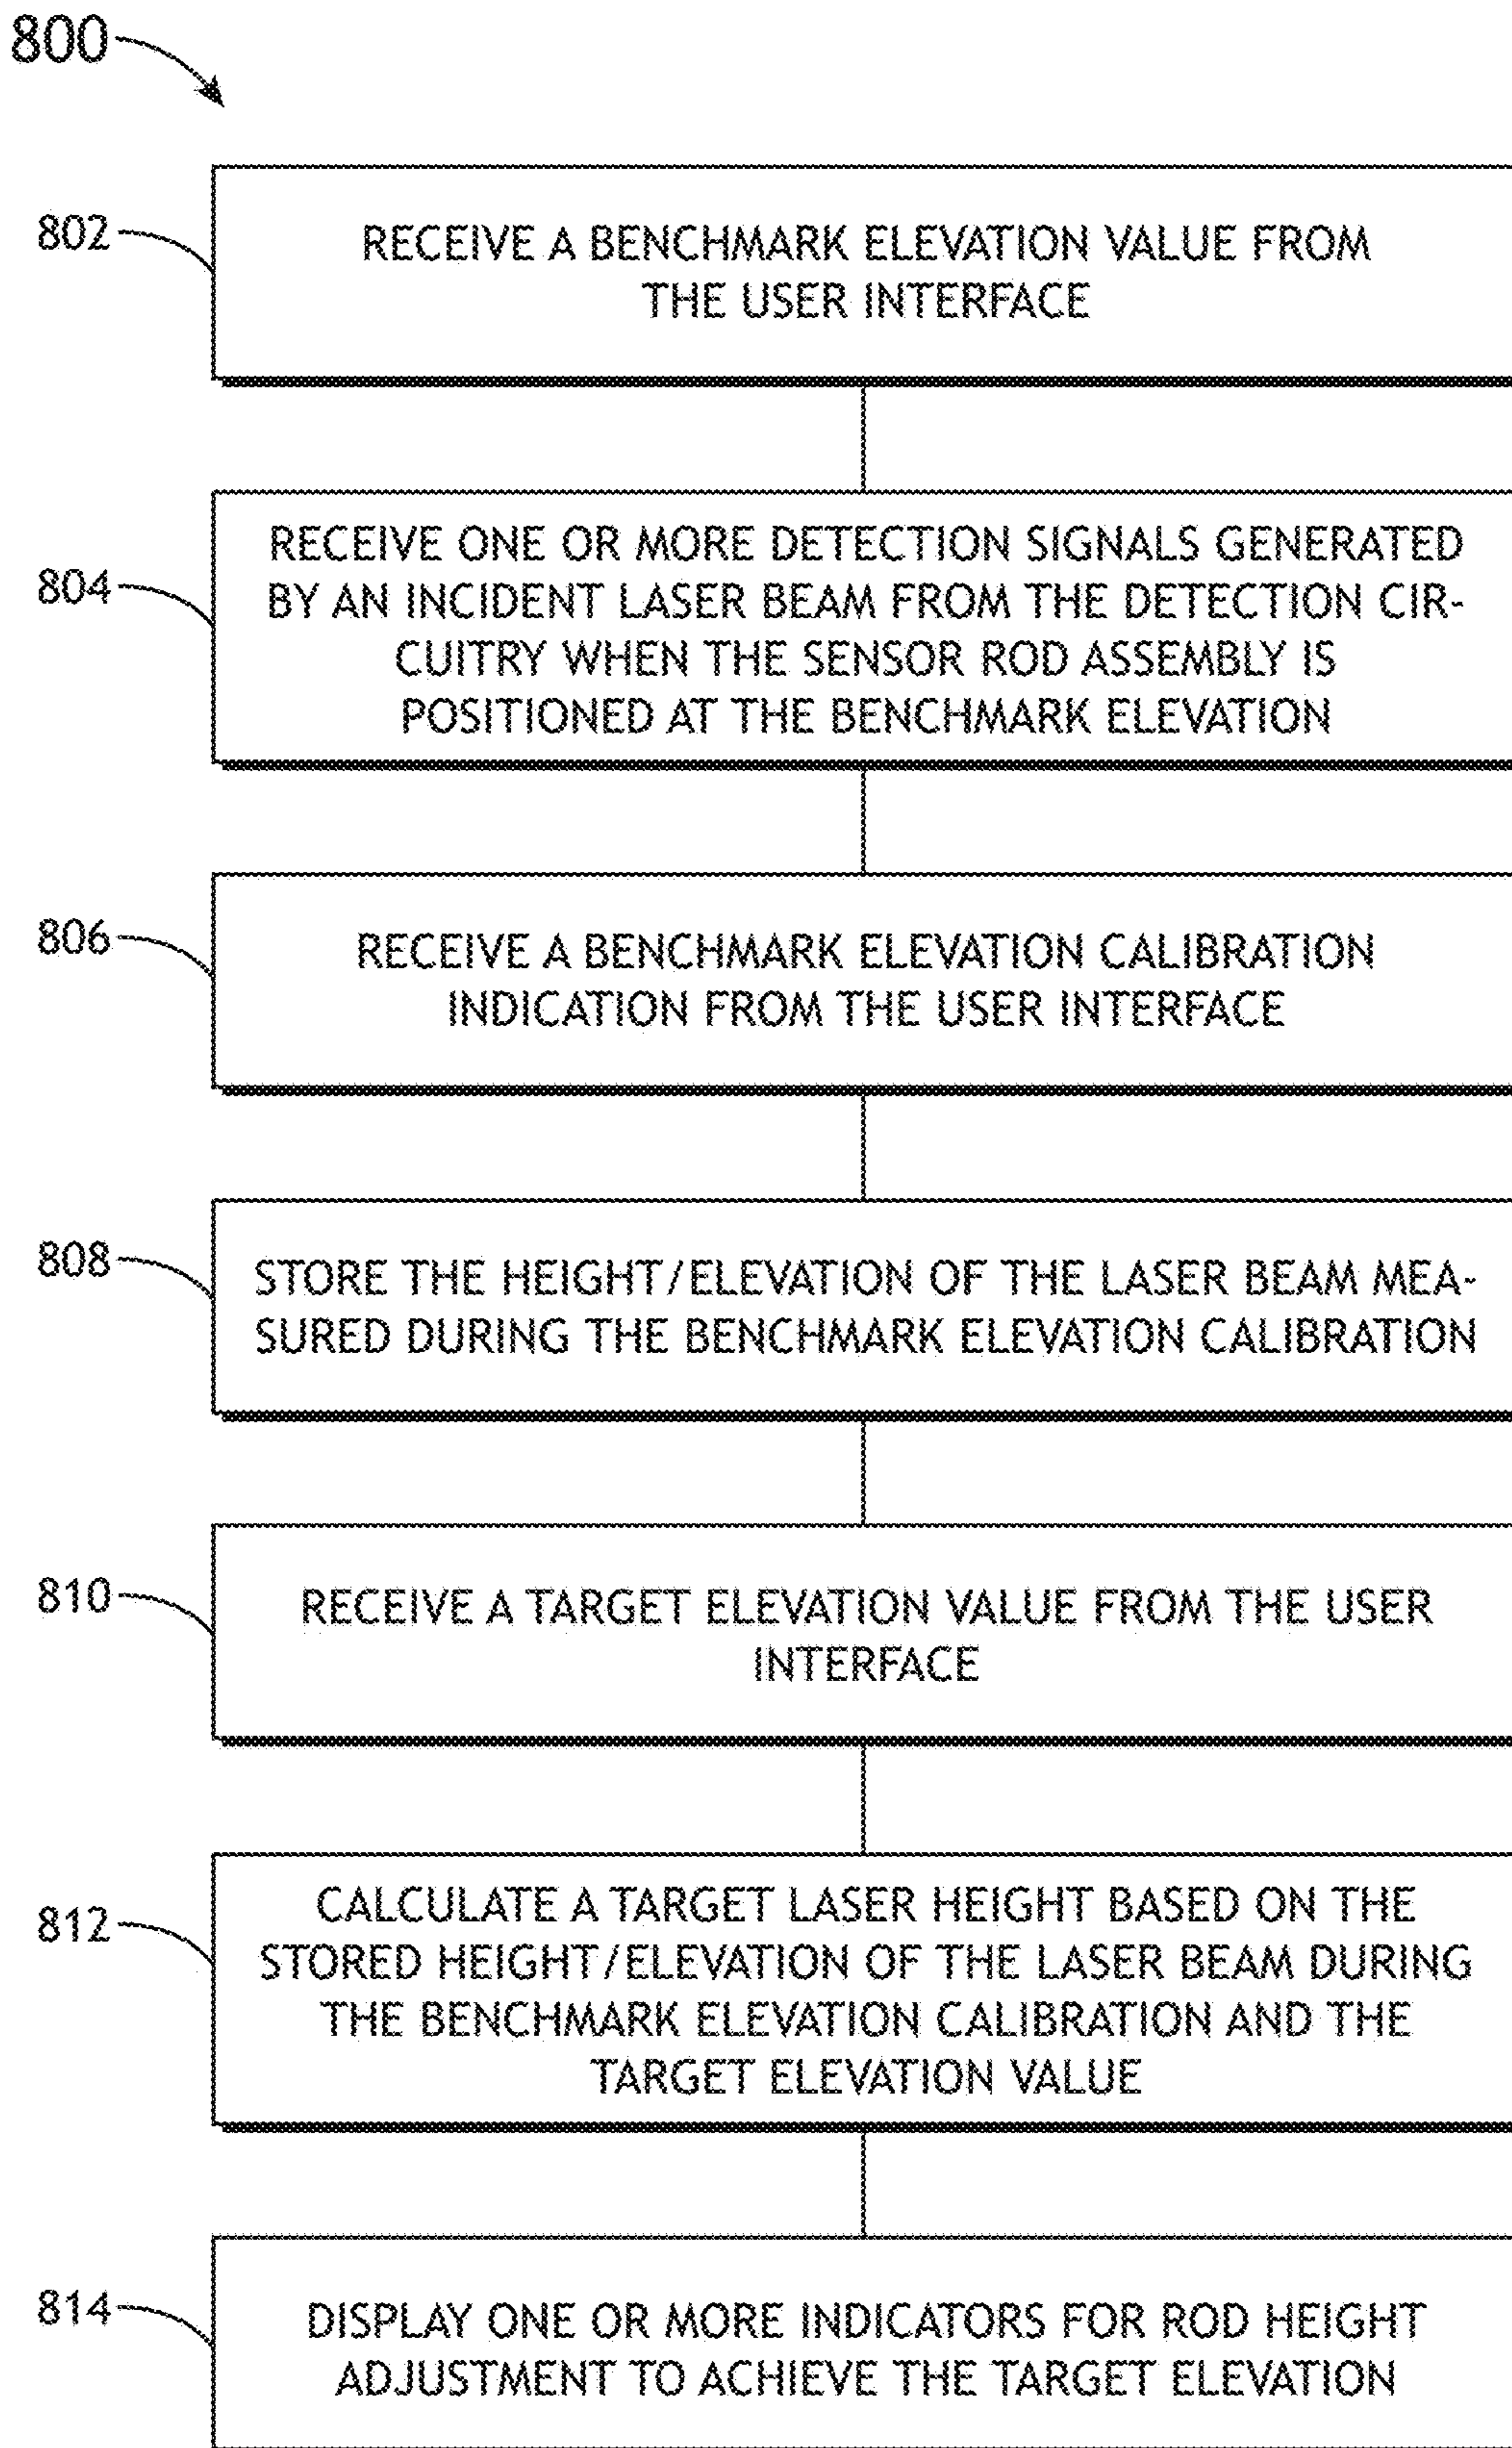 800
802
RECEIVE A BENCHMARK ELEVATION VALUE FROM
THE USER INTERFACE
804
RECEIVE ONE OR MORE DETECTION SIGNALS GENERATED
BY AN INCIDENT LASER BEAM FROM THE DETECTION CIR-
CUITRY WHEN THE SENSOR ROD ASSEMBLY IS
POSITIONED AT THE BENCHMARK ELEVATION
806
RECEIVE A BENCHMARK ELEVATION CALIBRATION
INDICATION FROM THE USER INTERFACE
808
STORE THE HEIGHT/ELEVATION OF THE LASER BEAM MEA-
SURED DURING THE BENCHMARK ELEVATION CALIBRATION
810
RECEIVE A TARGET ELEVATION VALUE FROM THE USER
INTERFACE
812
CALCULATE A TARGET LASER HEIGHT BASED ON THE
STORED HEIGHT/ELEVATION OF THE LASER BEAM DURING
THE BENCHMARK ELEVATION CALIBRATION AND THE
TARGET ELEVATION VALUE
814
DISPLAY ONE OR MORE INDICATORS FOR ROD HEIGHT
ADJUSTMENT TO ACHIEVE THE TARGET ELEVATION